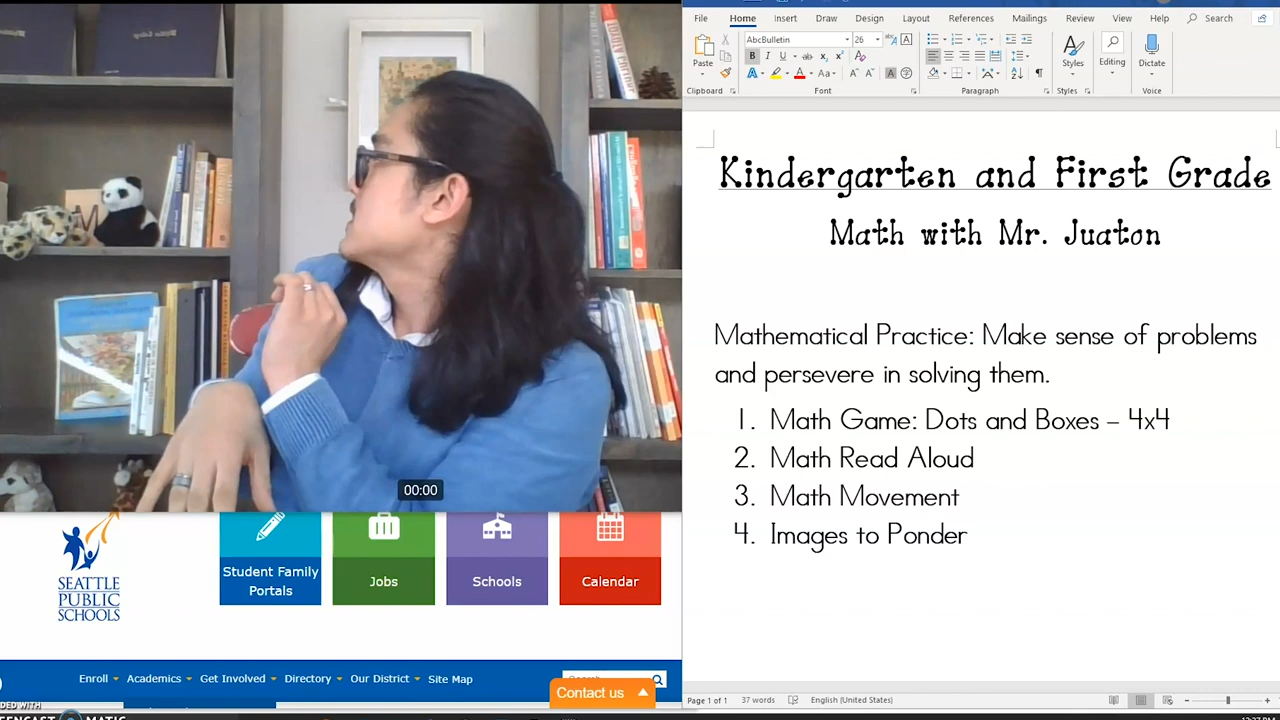 File Home Insert Draw Design Layout References Mailings Review View Help Search
AbcBulletin 26
Paste
Styles
Editing
Dictate
Clipboard Font Paragraph Styles Voice
Kindergarten and First Grade
Math with Mr. Juaton
Mathematical Practice: Make sense of problems
and persevere in solving them.
1. Math Game: Dots and Boxes – 4x4
2. Math Read Aloud
3. Math Movement
4. Images to Ponder
00:00
SEATTLE
PUBLIC
SCHOOLS
Student Family
Portals
Jobs
Schools
Calendar
Enroll Academics Get Involved Directory Our District Site Map
Contact us
Page 1 of 1 37 words English (United States)